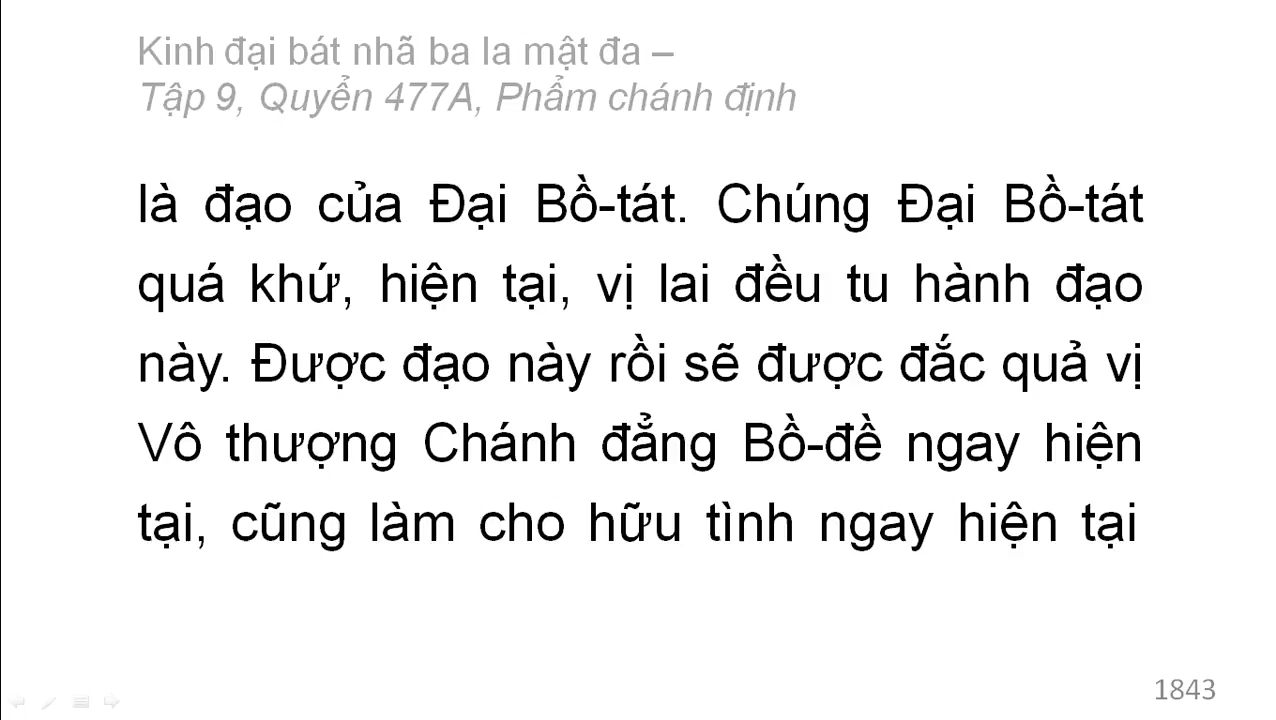 Kinh đại bát nhã ba la mật đa –
Tập 9, Quyển 477A, Phẩm chánh định
là đạo của Đại Bồ-tát. Chúng Đại Bồ-tát
quá khứ, hiện tại, vị lai đều tu hành đạo
này. Được đạo này rồi sẽ được đắc quả vị
Vô thượng Chánh đẳng Bồ-đề ngay hiện
tại, cũng làm cho hữu tình ngay hiện tại
1843